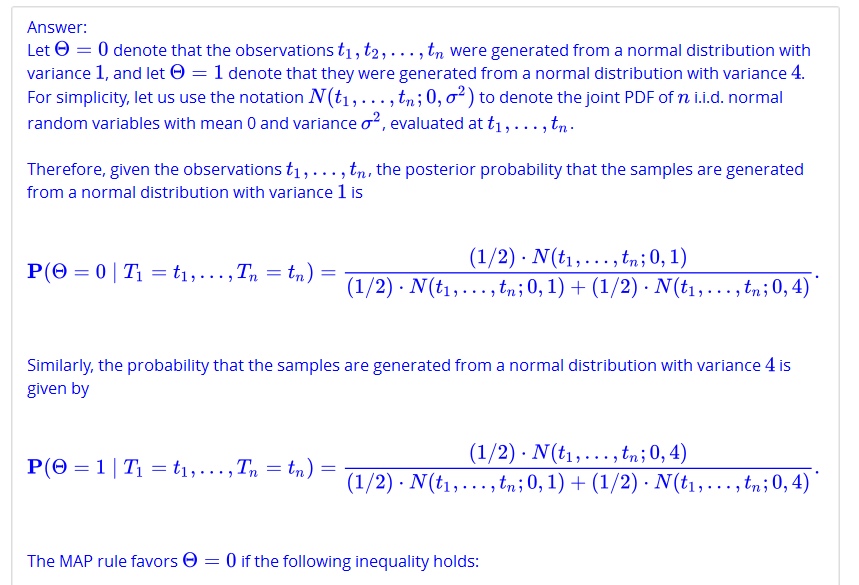 Answer:
Let Θ = 0 denote that the observations t₁, t₂, . . . , tₙ were generated from a normal distribution with
variance 1, and let Θ = 1 denote that they were generated from a normal distribution with variance 4.
For simplicity, let us use the notation N(t₁, . . . , tₙ; 0, σ²) to denote the joint PDF of n i.i.d. normal
random variables with mean 0 and variance σ², evaluated at t₁, . . . , tₙ.
Therefore, given the observations t₁, . . . , tₙ, the posterior probability that the samples are generated
from a normal distribution with variance 1 is
P(Θ = 0 | T₁ = t₁, . . . , Tₙ = tₙ) = (1/2) · N(t₁, . . . , tₙ; 0, 1) / (1/2) · N(t₁, . . . , tₙ; 0, 1) + (1/2) · N(t₁, . . . , tₙ; 0, 4) .
Similarly, the probability that the samples are generated from a normal distribution with variance 4 is
given by
P(Θ = 1 | T₁ = t₁, . . . , Tₙ = tₙ) = (1/2) · N(t₁, . . . , tₙ; 0, 4) / (1/2) · N(t₁, . . . , tₙ; 0, 1) + (1/2) · N(t₁, . . . , tₙ; 0, 4) .
The MAP rule favors Θ = 0 if the following inequality holds: